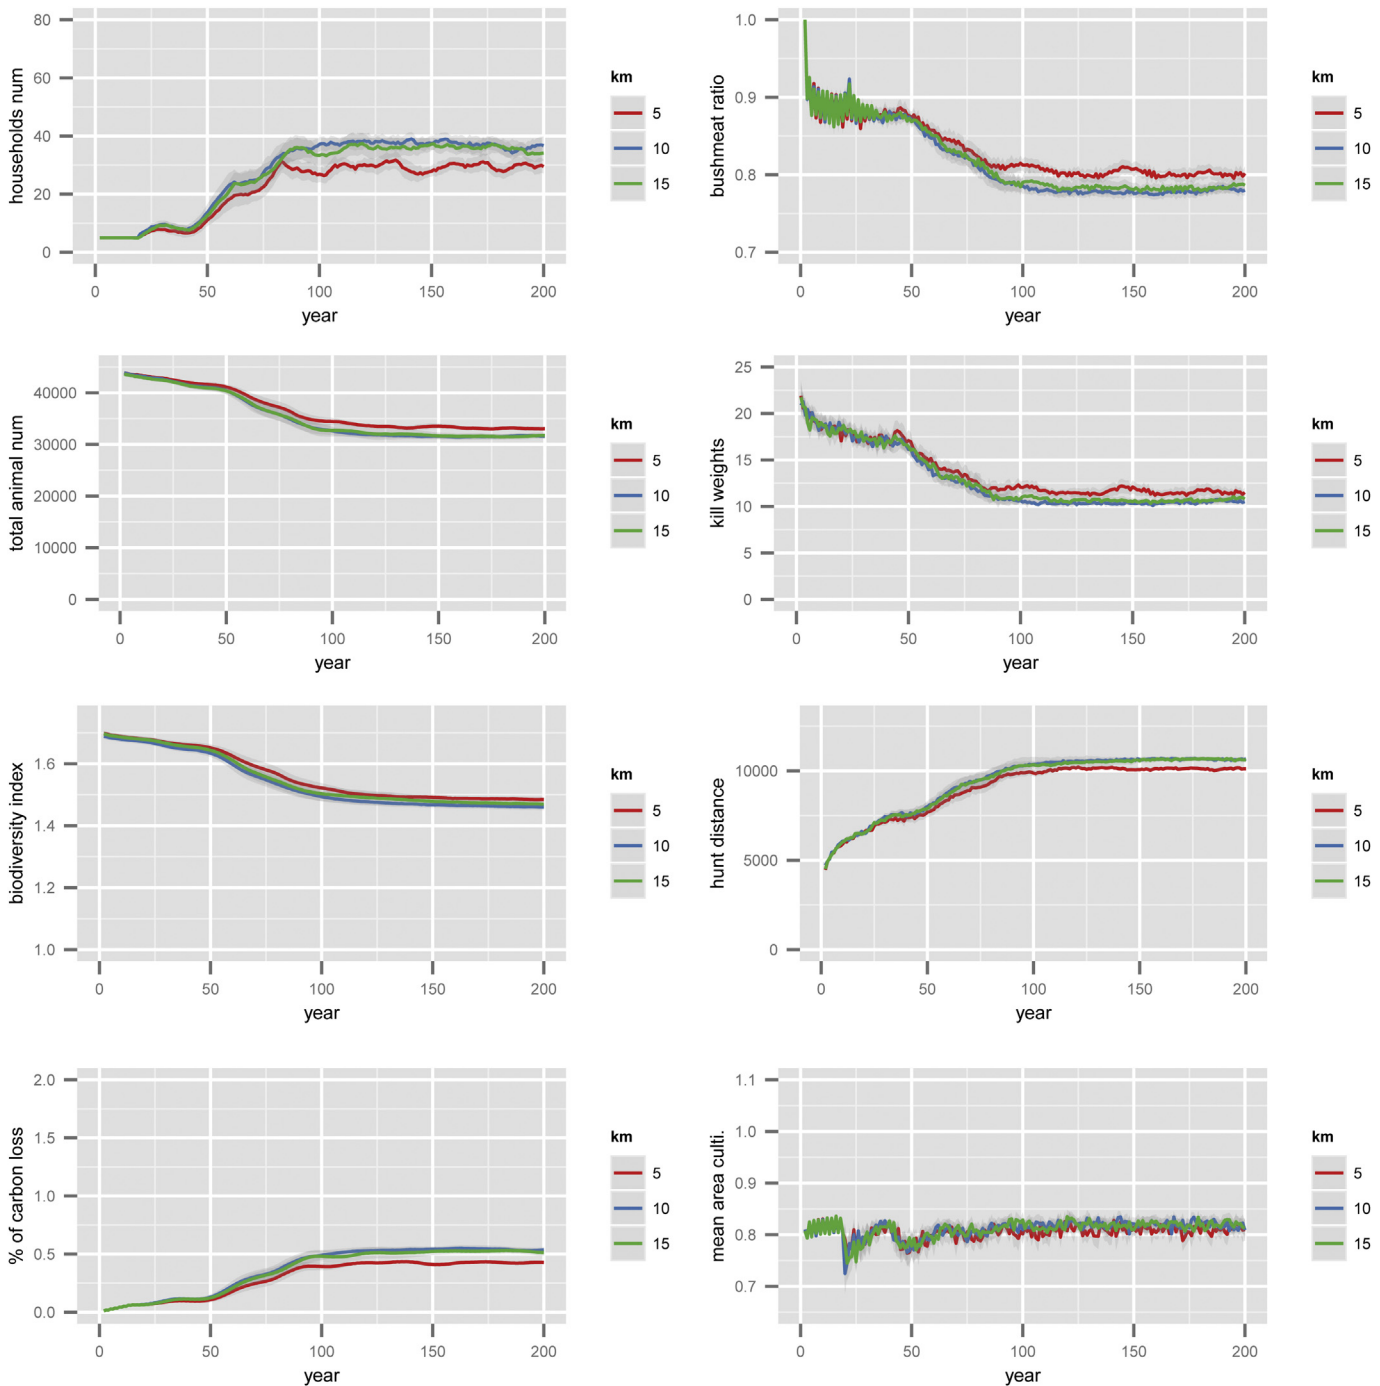 households num
80
60
40
20
0
0 50 100 150 200
year
km
5
10
15
bushmeat ratio
1.0
0.9
0.8
0.7
0 50 100 150 200
year
km
5
10
15
total animal num
40000
30000
20000
10000
0
0 50 100 150 200
year
km
5
10
15
kill weights
25
20
15
10
5
0
0 50 100 150 200
year
km
5
10
15
biodiversity index
1.6
1.4
1.2
1.0
0 50 100 150 200
year
km
5
10
15
hunt distance
10000
5000
0
0 50 100 150 200
year
km
5
10
15
% of carbon loss
2.0
1.5
1.0
0.5
0.0
0 50 100 150 200
year
km
5
10
15
mean area culti.
1.1
1.0
0.9
0.8
0.7
0 50 100 150 200
year
km
5
10
15